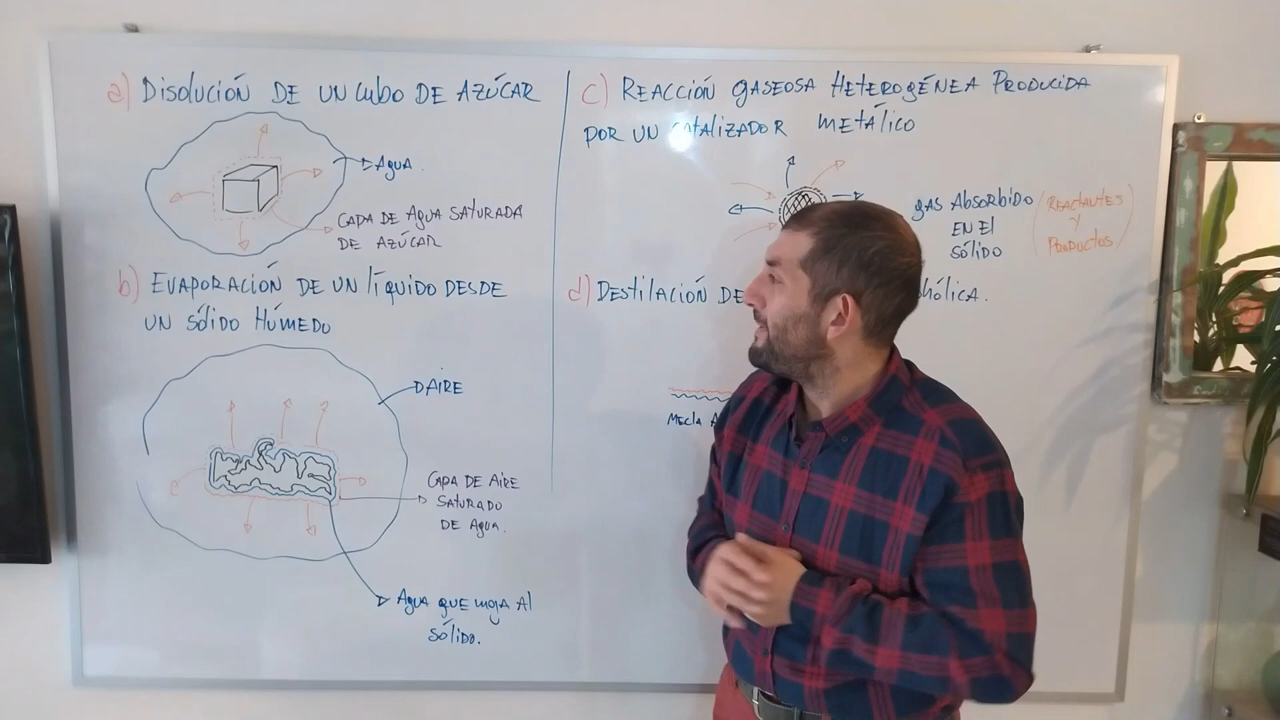 a) Disolución DE UN Cubo DE AZÚCAR
AGUA.
CAPA DE AGUA SATURADA
DE AZÚCAR
b) EVAPORACIÓN DE UN líquido DESDE
UN SÓLIDO HÚMEDO
AIRE
CAPA DE AIRE
SATURADO
DE AGUA.
AGUA QUE MOJA Al
SÓlido.
c) REACCIÓN GASEOSA HETEROGÉNEA PRODUCIDA
POR UN CATALIZADOR METÁLICO
GAS AbsORbido
EN El
SÓlido
(REACTANTES
Y
PRODUCTOS)
d) DESTILACIÓN DE
hólica.
MEcla A